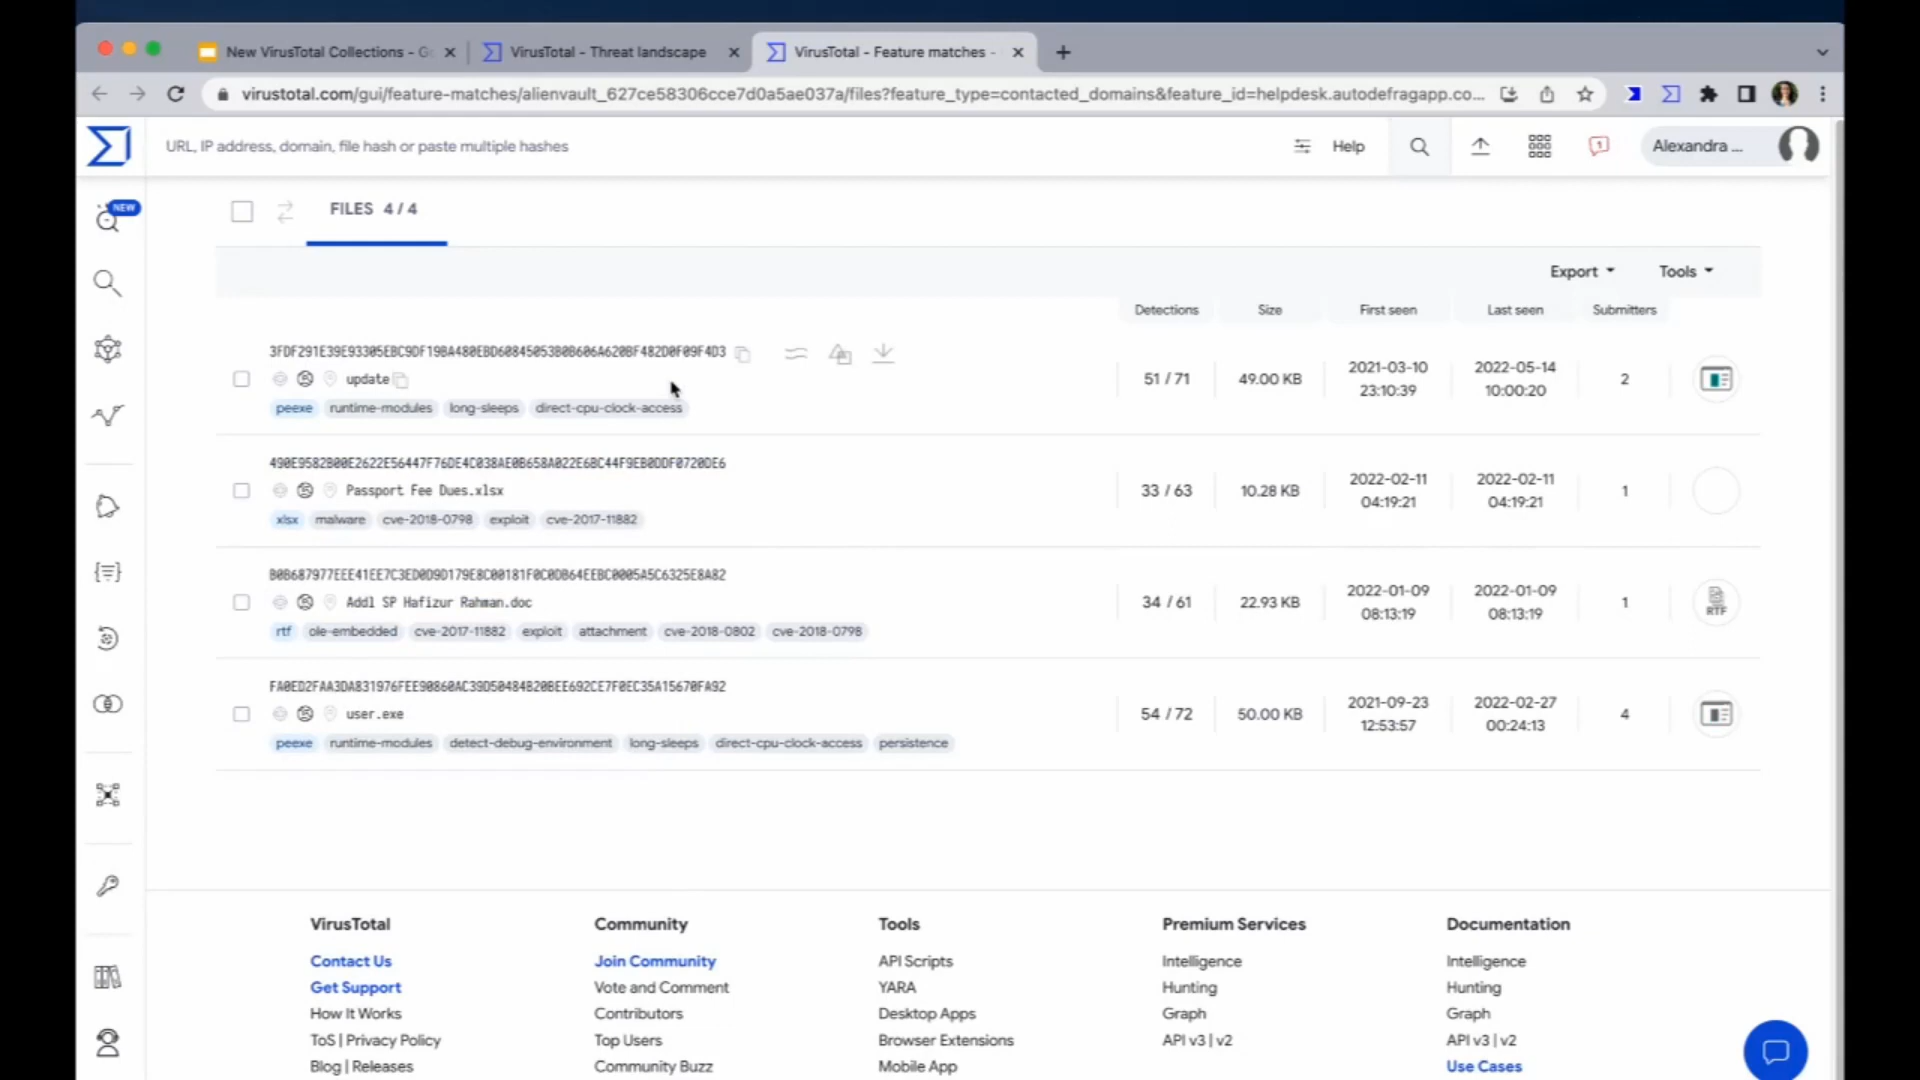 New VirusTotal Collections - G
VirusTotal - Threat landscape
VirusTotal - Feature matches -
virustotal.com/gui/feature-matches/alienvault_627ce58306cce7d0a5ae037a/files?feature_type=contacted_domains&feature_id=helpdesk.autodefragapp.co...
URL, IP address, domain, file hash or paste multiple hashes
Help
1
Alexandra ...
NEW
FILES 4 / 4
Export
Tools
Detections Size First seen Last seen Submitters
3FDF291E39E93305EBC9DF19BA480EBD60845053B0B606A620BF482D0F09F4D3
update
peexe runtime-modules long-sleeps direct-cpu-clock-access
51 / 71 49.00 KB 2021-03-10 23:10:39 2022-05-14 10:00:20 2
490E9582B00E2622E56447F76DE4C038AE0B658A022E6BC44F9EB0DDF0720DE6
Passport Fee Dues.xlsx
xlsx malware cve-2018-0798 exploit cve-2017-11882
33 / 63 10.28 KB 2022-02-11 04:19:21 2022-02-11 04:19:21 1
B0B687977EEE41EE7C3ED0D9D179E8C00181F0C0DB64EEBC0005A5C6325E8A82
Addl SP Hafizur Rahman.doc
rtf ole-embedded cve-2017-11882 exploit attachment cve-2018-0802 cve-2018-0798
34 / 61 22.93 KB 2022-01-09 08:13:19 2022-01-09 08:13:19 1
RTF
FA0ED2FAA3DA831976FEE90860AC39D50484B20BEE692CE7F0EC35A15670FA92
user.exe
peexe runtime-modules detect-debug-environment long-sleeps direct-cpu-clock-access persistence
54 / 72 50.00 KB 2021-09-23 12:53:57 2022-02-27 00:24:13 4
VirusTotal
Contact Us
Get Support
How It Works
ToS | Privacy Policy
Blog | Releases
Community
Join Community
Vote and Comment
Contributors
Top Users
Community Buzz
Tools
API Scripts
YARA
Desktop Apps
Browser Extensions
Mobile App
Premium Services
Intelligence
Hunting
Graph
API v3 | v2
Documentation
Intelligence
Hunting
Graph
API v3 | v2
Use Cases